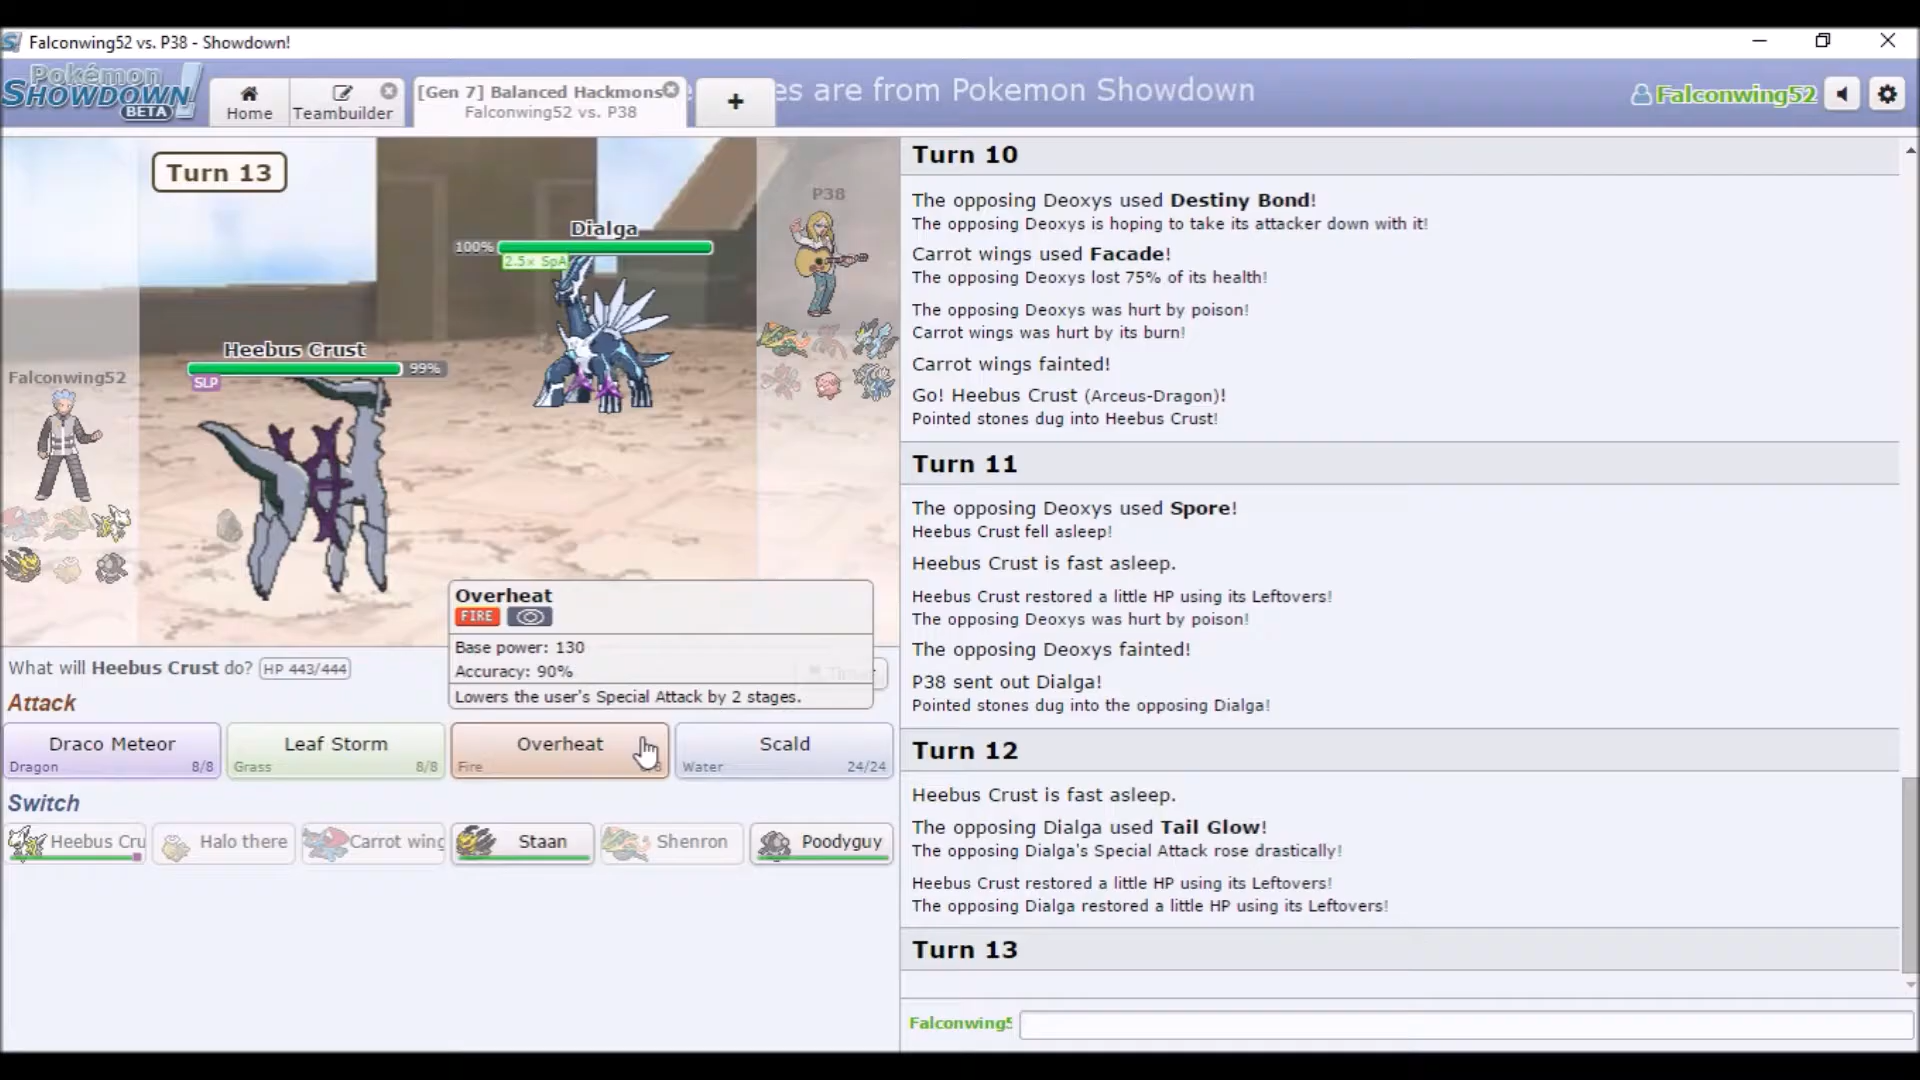 Falconwing52 vs. P38 - Showdown!
Pokémon
SHOWDOWN!
BETA
Home
Teambuilder
[Gen 7] Balanced Hackmons
Falconwing52 vs. P38
+
es are from Pokemon Showdown
Falconwing52
Turn 13
P38
Dialga
100%
2.5x SpA
Heebus Crust
99%
SLP
Falconwing52
Overheat
FIRE
Base power: 130
Accuracy: 90%
Lowers the user's Special Attack by 2 stages.
What will Heebus Crust do? HP 443/444
Attack
Draco Meteor
Dragon 8/8
Leaf Storm
Grass 8/8
Overheat
Fire
Scald
Water 24/24
Switch
Heebus Cru
Halo there
Carrot wing
Staan
Shenron
Poodyguy
Turn 10
The opposing Deoxys used Destiny Bond!
The opposing Deoxys is hoping to take its attacker down with it!
Carrot wings used Facade!
The opposing Deoxys lost 75% of its health!
The opposing Deoxys was hurt by poison!
Carrot wings was hurt by its burn!
Carrot wings fainted!
Go! Heebus Crust (Arceus-Dragon)!
Pointed stones dug into Heebus Crust!
Turn 11
The opposing Deoxys used Spore!
Heebus Crust fell asleep!
Heebus Crust is fast asleep.
Heebus Crust restored a little HP using its Leftovers!
The opposing Deoxys was hurt by poison!
The opposing Deoxys fainted!
P38 sent out Dialga!
Pointed stones dug into the opposing Dialga!
Turn 12
Heebus Crust is fast asleep.
The opposing Dialga used Tail Glow!
The opposing Dialga's Special Attack rose drastically!
Heebus Crust restored a little HP using its Leftovers!
The opposing Dialga restored a little HP using its Leftovers!
Turn 13
Falconwing5